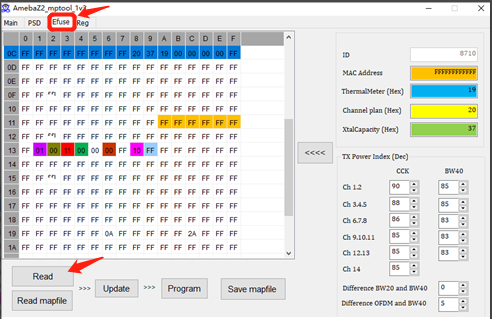 AmebaZ2_mptool_1v3
Main PSD Efuse Reg
0 1 2 3 4 5 6 7 8 9 A B C D E F
0C FF FF FF FF FF FF FF FF 20 37 19 00 00 00 FF
0D FF FF FF FF FF FF FF FF FF FF FF FF FF FF FF FF
0E FF FF FF FF FF FF FF FF FF FF FF FF FF FF FF FF
0F FF FF FF FF FF FF FF FF FF FF FF FF FF FF FF FF
10 FF FF FF FF FF FF FF FF FF FF FF FF FF FF FF FF
11 FF FF FF FF FF FF FF FF FF FF FF FF FF FF FF FF
12 FF FF FF FF FF FF FF FF FF FF FF FF FF FF FF FF
13 FF 01 00 11 00 00 00 FF 10 FF FF FF FF FF FF FF
14 FF FF FF FF FF FF FF FF FF FF FF FF FF FF FF FF
15 FF FF FF FF FF FF FF FF FF FF FF FF FF FF FF FF
16 FF FF FF FF FF FF FF FF FF FF FF FF FF FF FF FF
17 FF FF FF FF FF FF FF FF FF FF FF FF FF FF FF FF
18 FF FF FF FF FF FF FF FF FF FF FF FF FF FF FF FF
19 FF FF FF FF FF FF 0A FF FF FF FF FF 2A FF FF FF
1A FF FF FF FF FF FF FF FF FF FF FF FF FF FF FF FF
<<<<
Read
Read mapfile
>>>
Update
>>>
Program
Save mapfile
ID 8710
MAC Address FFFFFFFFFFFF
ThermalMeter (Hex) 19
Channel plan (Hex) 20
XtalCapacity (Hex) 37
TX Power Index (Dec)
CCK BW40
Ch 1.2 90 85
Ch 3.4.5 88 85
Ch 6.7.8 86 83
Ch 9.10.11 85 83
Ch 12.13 85 83
Ch 14 85
Difference BW20 and BW40 0
Difference OFDM and BW40 5